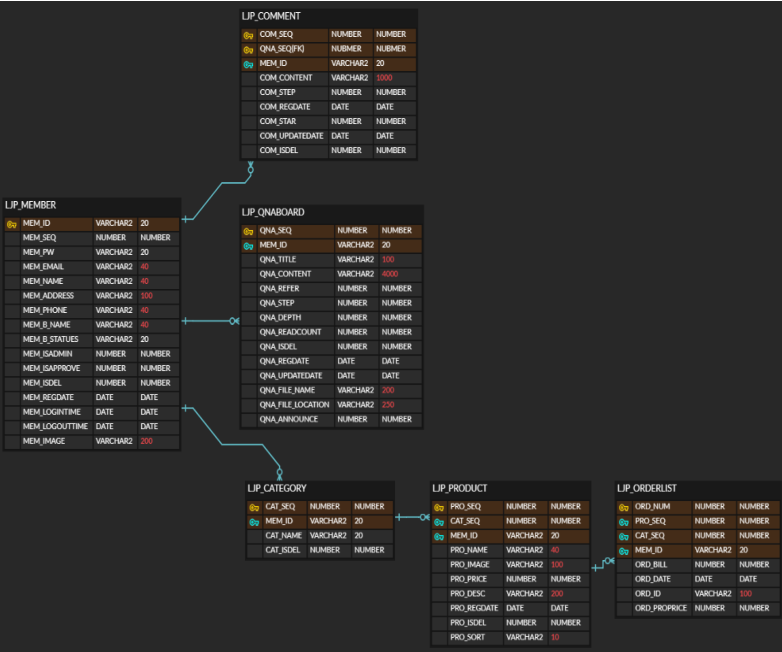 LJP_COMMENT
COM_SEQ NUMBER NUMBER
QNA_SEQ(FK) NUBMER NUBMER
MEM_ID VARCHAR2 20
COM_CONTENT VARCHAR2 1000
COM_STEP NUMBER NUMBER
COM_REGDATE DATE DATE
COM_STAR NUMBER NUMBER
COM_UPDATEDATE DATE DATE
COM_ISDEL NUMBER NUMBER
LJP_MEMBER
MEM_ID VARCHAR2 20
MEM_SEQ NUMBER NUMBER
MEM_PW VARCHAR2 20
MEM_EMAIL VARCHAR2 40
MEM_NAME VARCHAR2 40
MEM_ADDRESS VARCHAR2 100
MEM_PHONE VARCHAR2 40
MEM_B_NAME VARCHAR2 40
MEM_B_STATUES VARCHAR2 20
MEM_ISADMIN NUMBER NUMBER
MEM_ISAPPROVE NUMBER NUMBER
MEM_ISDEL NUMBER NUMBER
MEM_REGDATE DATE DATE
MEM_LOGINTIME DATE DATE
MEM_LOGOUTTIME DATE DATE
MEM_IMAGE VARCHAR2 200
LJP_QNABOARD
QNA_SEQ NUMBER NUMBER
MEM_ID VARCHAR2 20
QNA_TITLE VARCHAR2 100
QNA_CONTENT VARCHAR2 4000
QNA_REFER NUMBER NUMBER
QNA_STEP NUMBER NUMBER
QNA_DEPTH NUMBER NUMBER
QNA_READCOUNT NUMBER NUMBER
QNA_ISDEL NUMBER NUMBER
QNA_REGDATE DATE DATE
QNA_UPDATEDATE DATE DATE
QNA_FILE_NAME VARCHAR2 200
QNA_FILE_LOCATION VARCHAR2 250
QNA_ANNOUNCE NUMBER NUMBER
LJP_CATEGORY
CAT_SEQ NUMBER NUMBER
MEM_ID VARCHAR2 20
CAT_NAME VARCHAR2 20
CAT_ISDEL NUMBER NUMBER
LJP_PRODUCT
PRO_SEQ NUMBER NUMBER
CAT_SEQ NUMBER NUMBER
MEM_ID VARCHAR2 20
PRO_NAME VARCHAR2 40
PRO_IMAGE VARCHAR2 100
PRO_PRICE NUMBER NUMBER
PRO_DESC VARCHAR2 200
PRO_REGDATE DATE DATE
PRO_ISDEL NUMBER NUMBER
PRO_SORT VARCHAR2 10
LJP_ORDERLIST
ORD_NUM NUMBER NUMBER
PRO_SEQ NUMBER NUMBER
CAT_SEQ NUMBER NUMBER
MEM_ID VARCHAR2 20
ORD_BILL NUMBER NUMBER
ORD_DATE DATE DATE
ORD_ID VARCHAR2 100
ORD_PROPRICE NUMBER NUMBER